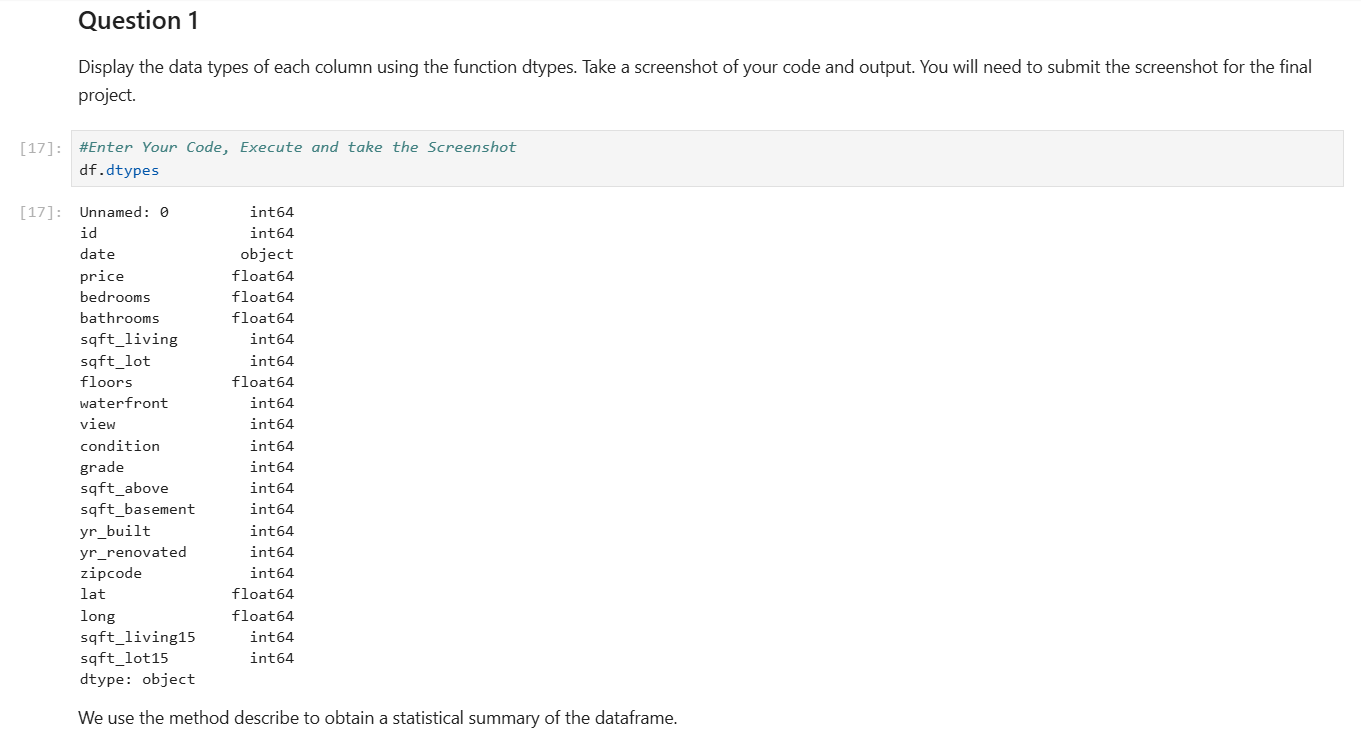 Question 1
Display the data types of each column using the function dtypes. Take a screenshot of your code and output. You will need to submit the screenshot for the final
project.
[17]: #Enter Your Code, Execute and take the Screenshot
df.dtypes
[17]: Unnamed: 0 int64
id int64
date object
price float64
bedrooms float64
bathrooms float64
sqft_living int64
sqft_lot int64
floors float64
waterfront int64
view int64
condition int64
grade int64
sqft_above int64
sqft_basement int64
yr_built int64
yr_renovated int64
zipcode int64
lat float64
long float64
sqft_living15 int64
sqft_lot15 int64
dtype: object
We use the method describe to obtain a statistical summary of the dataframe.